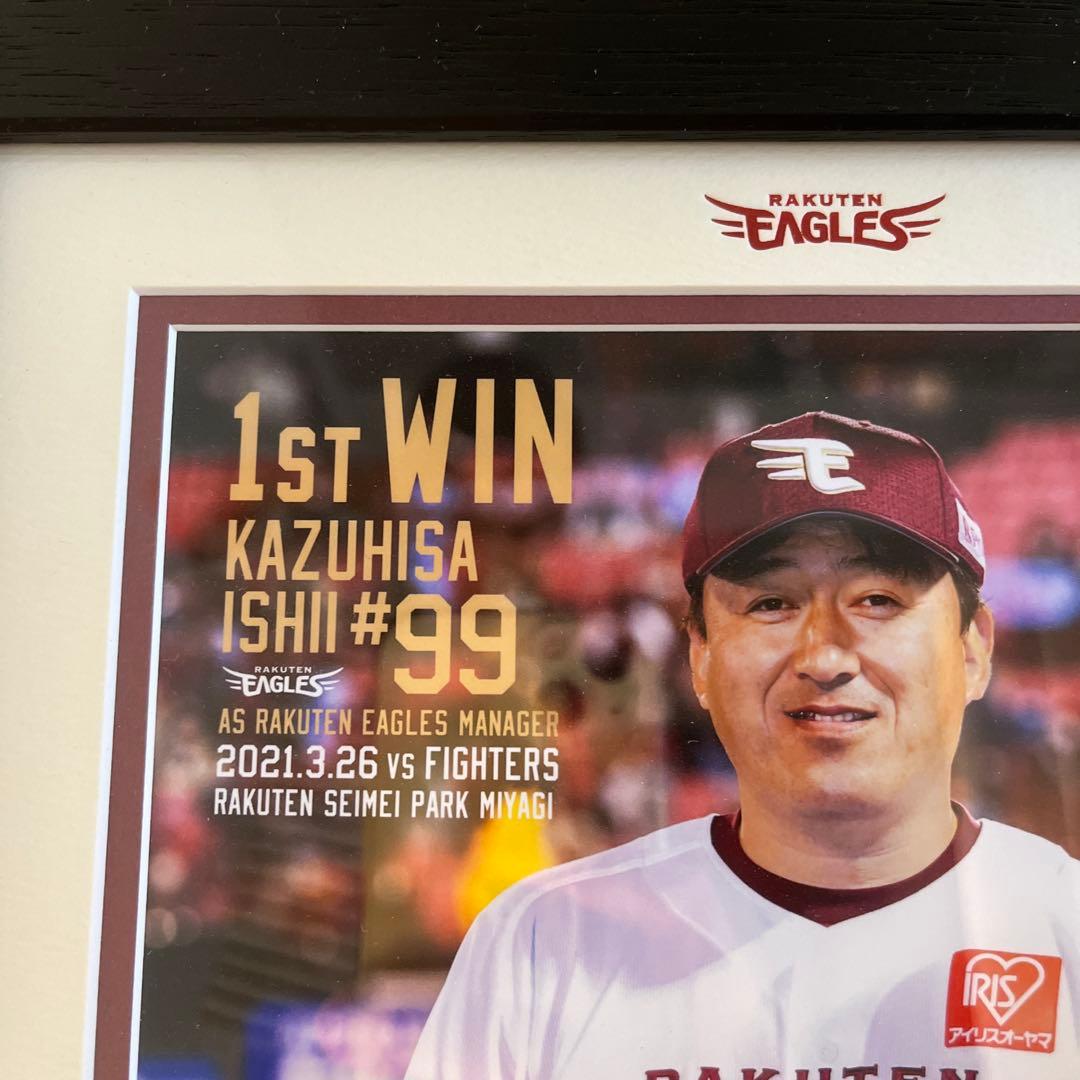 RAKUTEN
EAGLES
1ST WIN
KAZUHISA
ISHII #99
RAKUTEN
EAGLES
AS RAKUTEN EAGLES MANAGER
2021.3.26 VS FIGHTERS
RAKUTEN SEIMEI PARK MIYAGI
E
IRIS
アイリスオーヤマ
RAKUTEN